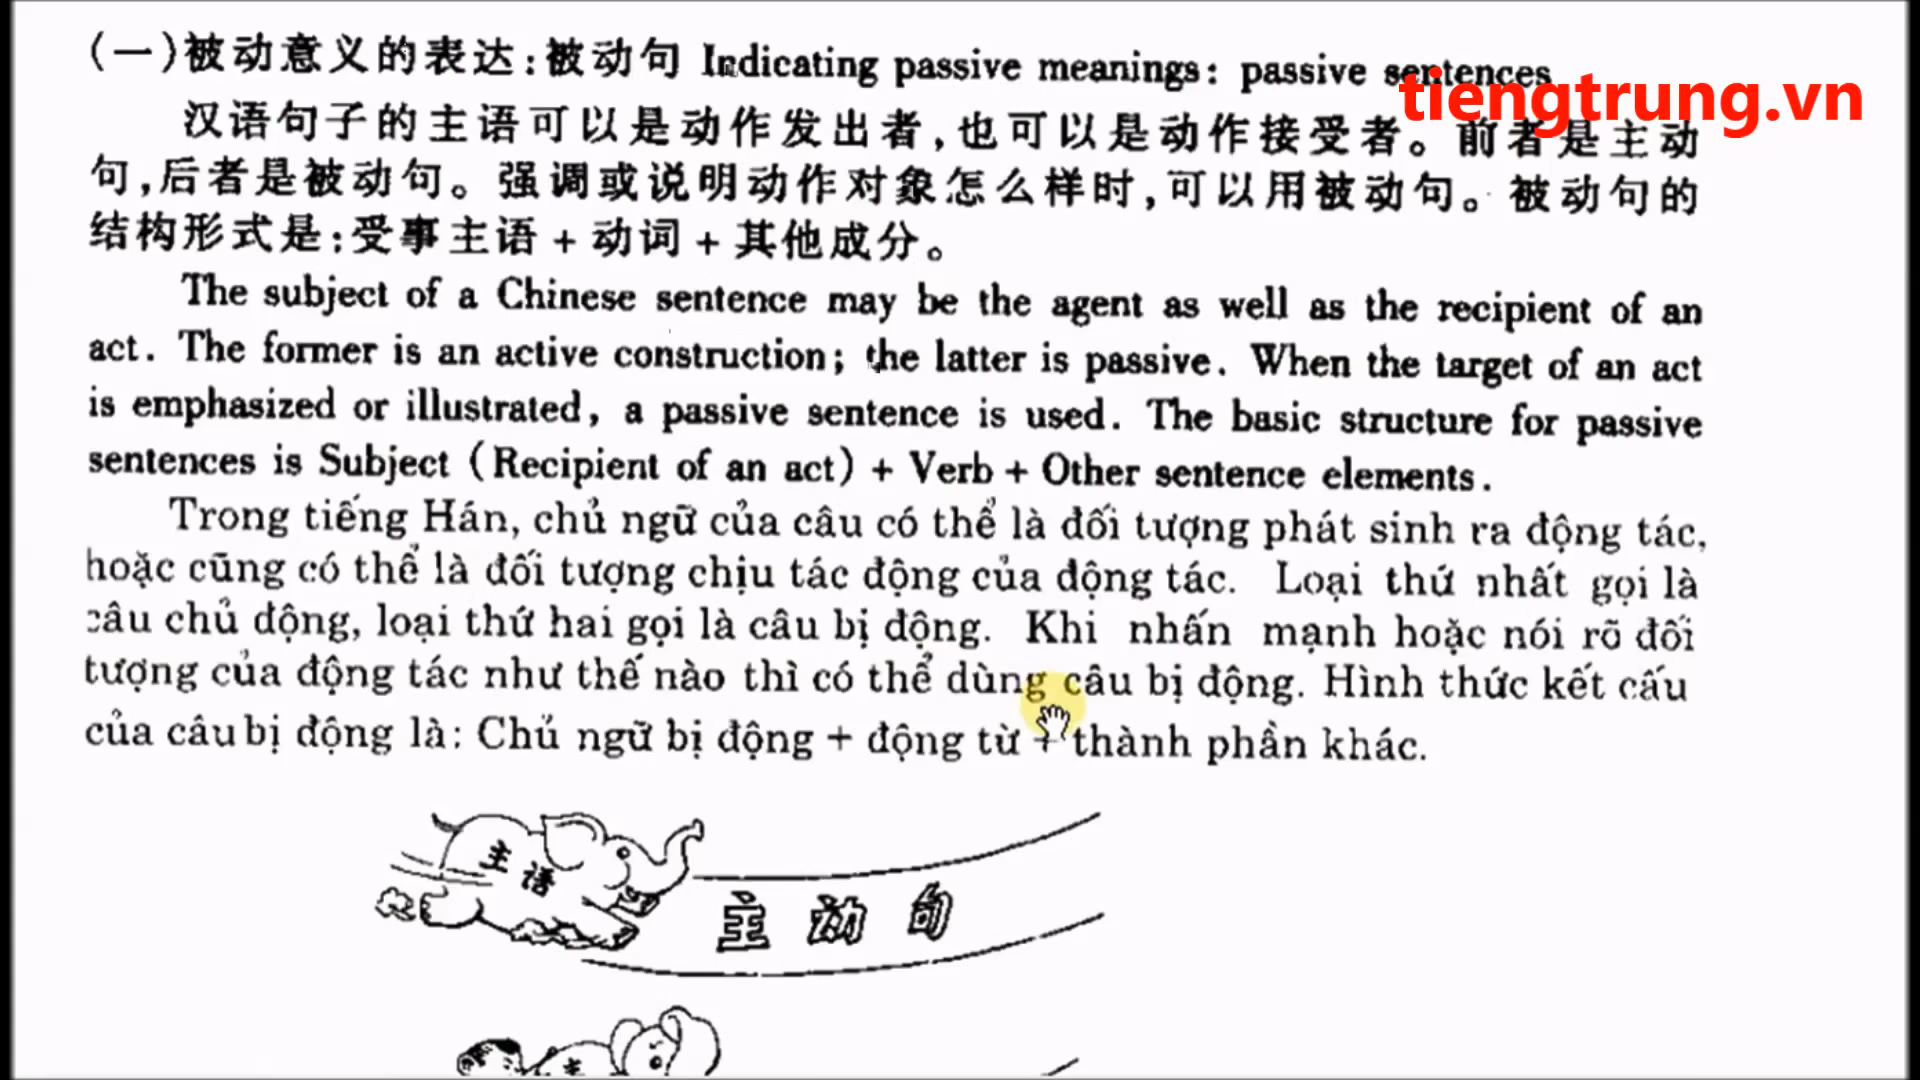 (一)被动意义的表达:被动句 Indicating passive meanings: passive sentences
tiengtrung.vn
汉语句子的主语可以是动作发出者,也可以是动作接受者。前者是主动
句,后者是被动句。强调或说明动作对象怎么样时,可以用被动句。被动句的
结构形式是:受事主语 + 动词 + 其他成分。
The subject of a Chinese sentence may be the agent as well as the recipient of an
act. The former is an active construction; the latter is passive. When the target of an act
is emphasized or illustrated, a passive sentence is used. The basic structure for passive
sentences is Subject (Recipient of an act) + Verb + Other sentence elements.
Trong tiếng Hán, chủ ngữ của câu có thể là đối tượng phát sinh ra động tác,
hoặc cũng có thể là đối tượng chịu tác động của động tác. Loại thứ nhất gọi là
câu chủ động, loại thứ hai gọi là câu bị động. Khi nhấn mạnh hoặc nói rõ đối
tượng của động tác như thế nào thì có thể dùng câu bị động. Hình thức kết cấu
của câu bị động là: Chủ ngữ bị động + động từ + thành phần khác.
主语
主动句
主